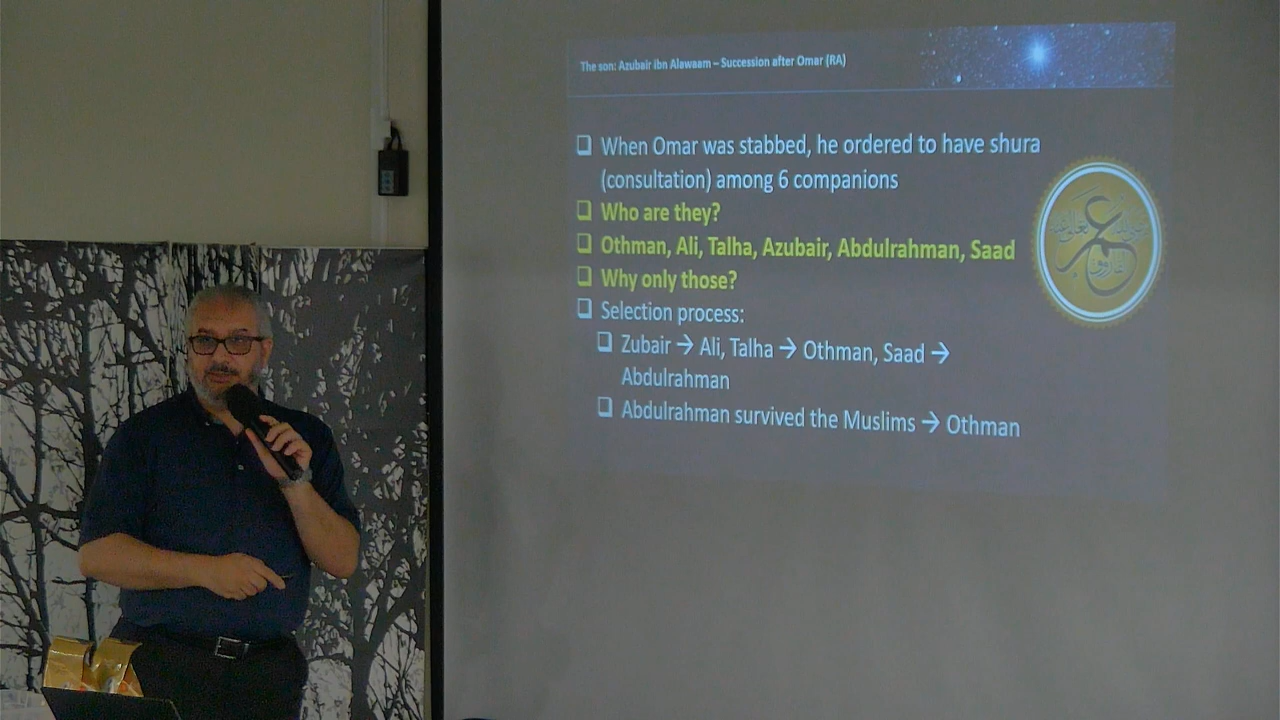 The son: Azubair ibn Alawaam – Succession after Omar (RA)
❑ When Omar was stabbed, he ordered to have shura
(consultation) among 6 companions
❑ Who are they?
❑ Othman, Ali, Talha, Azubair, Abdulrahman, Saad
❑ Why only those?
❑ Selection process:
❑ Zubair → Ali, Talha → Othman, Saad →
Abdulrahman
❑ Abdulrahman survived the Muslims → Othman
عمر